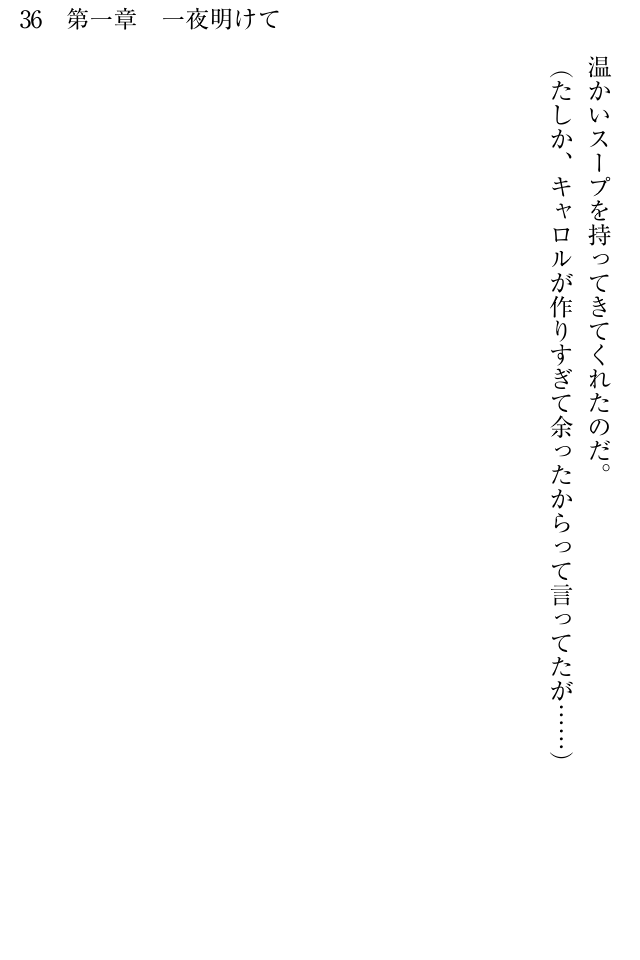 36　第一章　一夜明けて
温かいスープを持ってきてくれたのだ。
（たしか、キャロルが作りすぎて余ったからって言ってたが……）